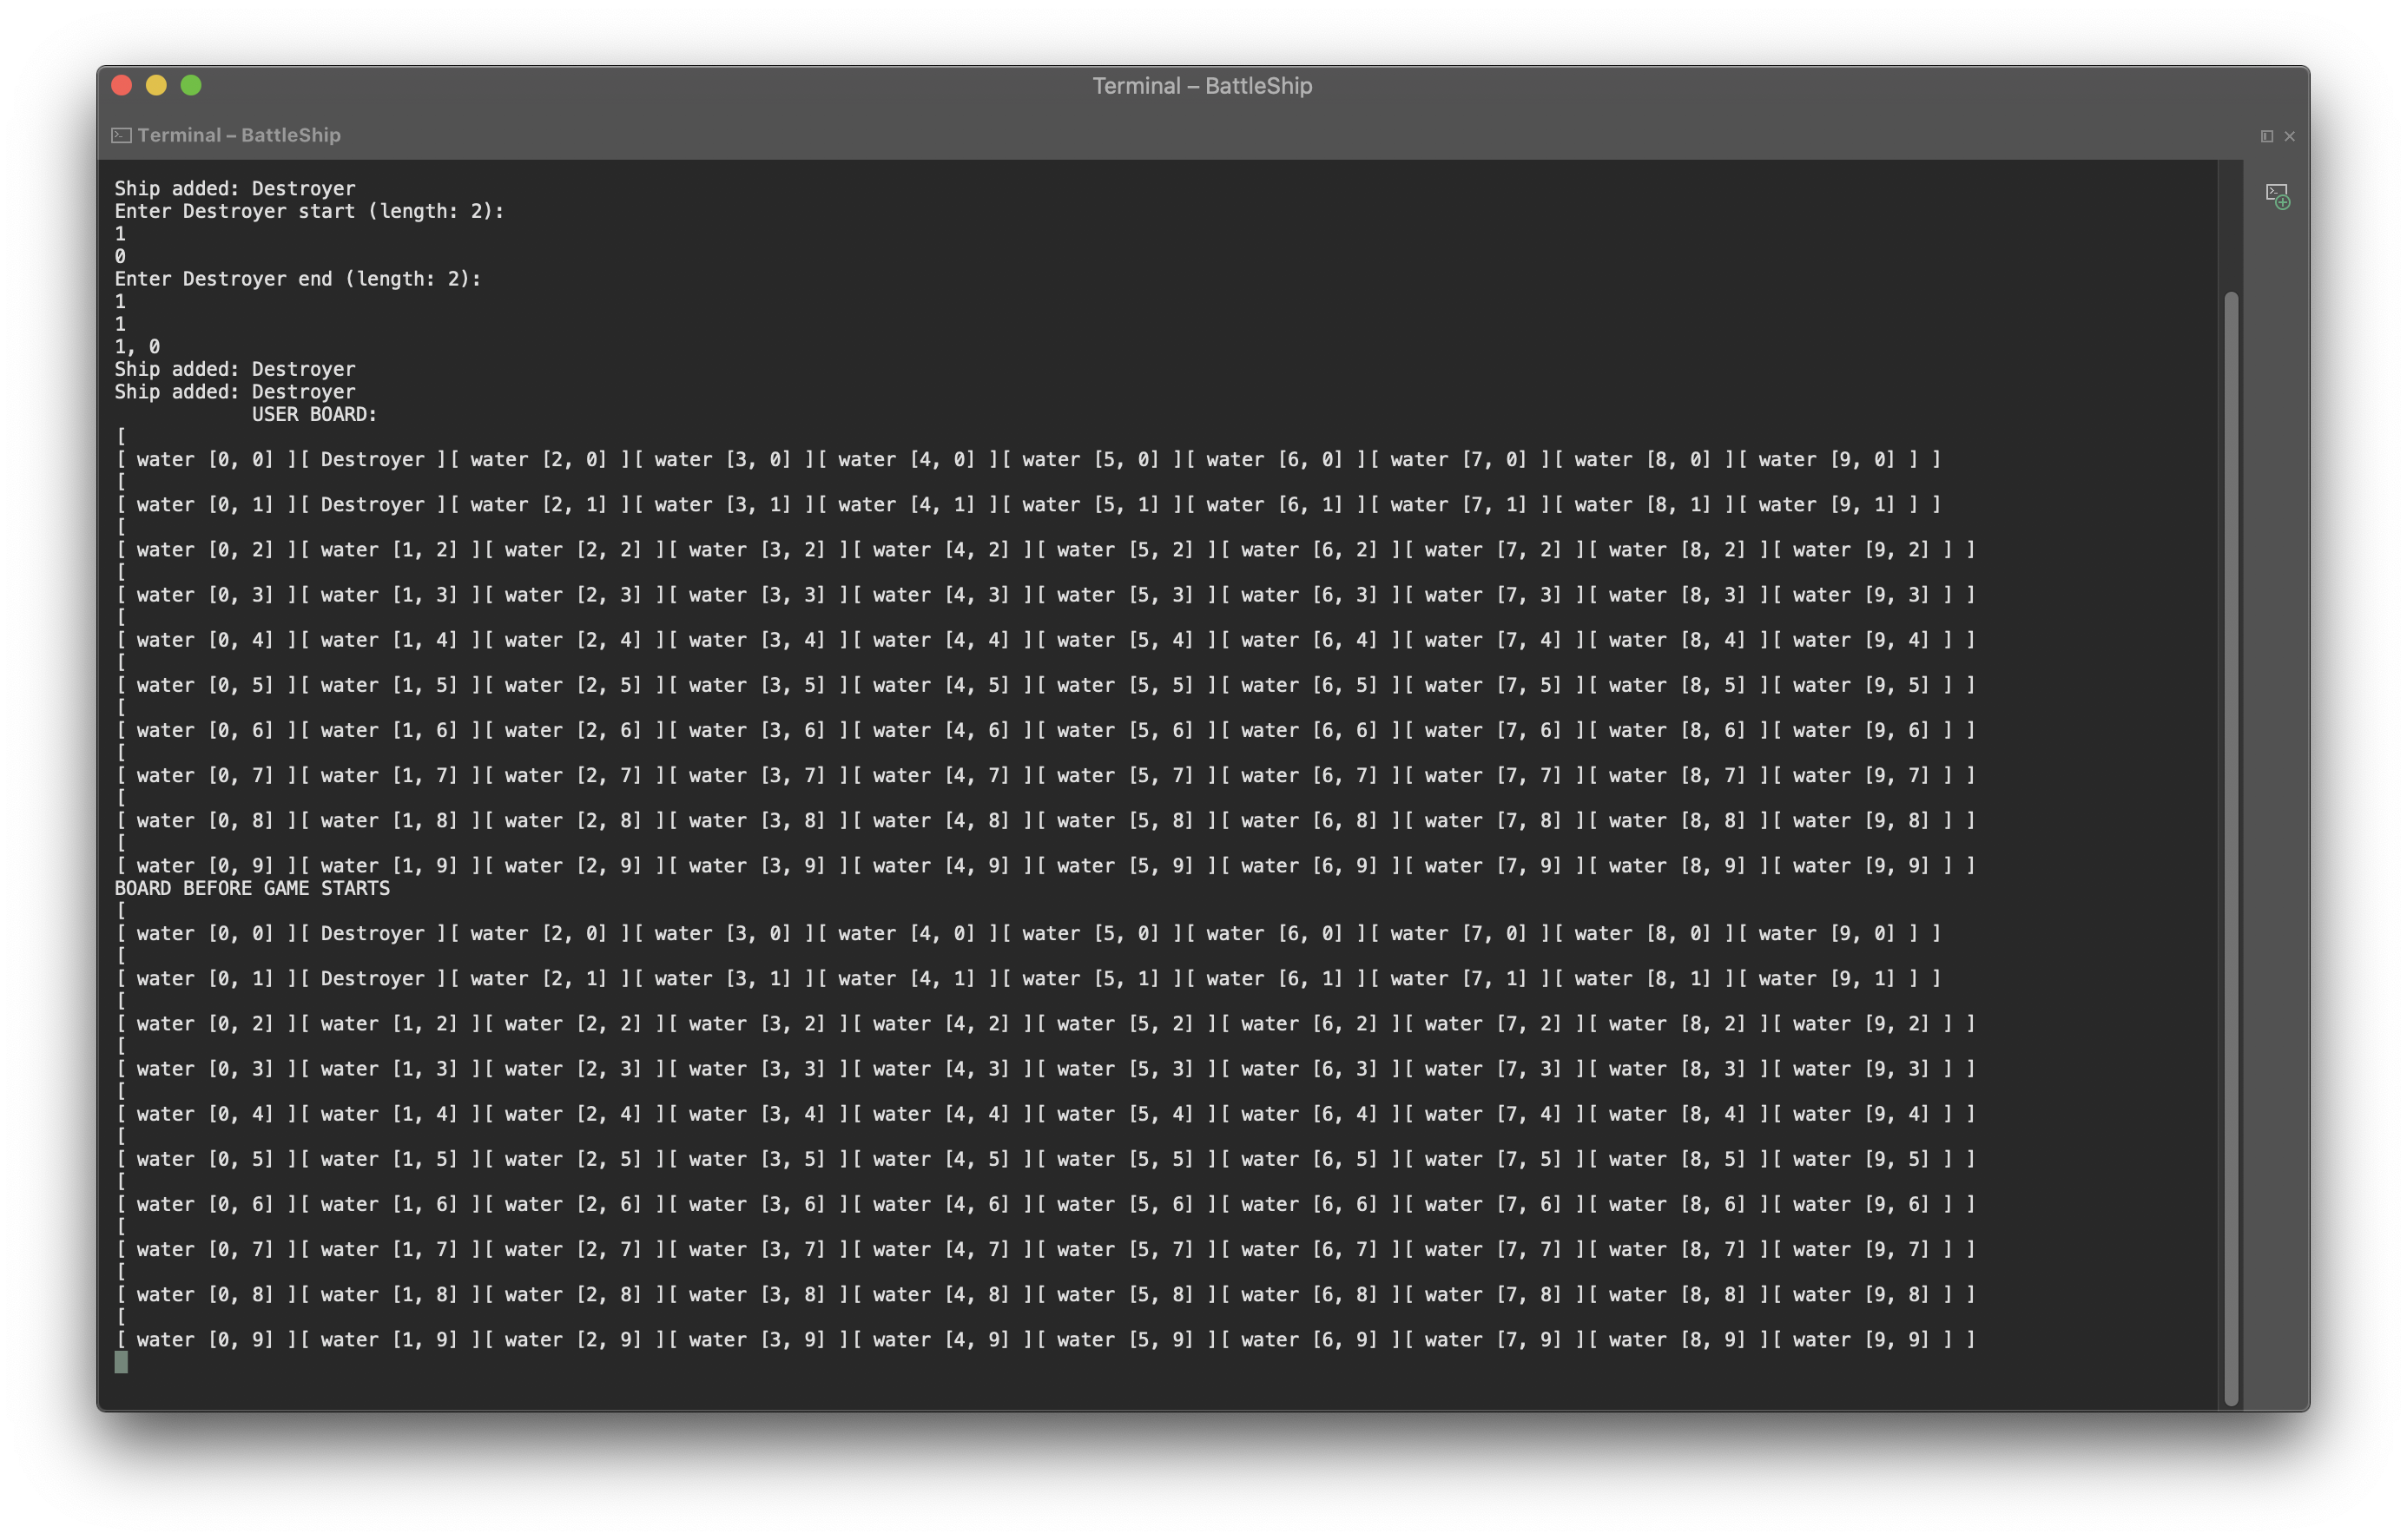 Terminal – BattleShip
Terminal – BattleShip
Ship added: Destroyer
Enter Destroyer start (length: 2):
1
0
Enter Destroyer end (length: 2):
1
1
1, 0
Ship added: Destroyer
Ship added: Destroyer
            USER BOARD:
[
[ water [0, 0] ][ Destroyer ][ water [2, 0] ][ water [3, 0] ][ water [4, 0] ][ water [5, 0] ][ water [6, 0] ][ water [7, 0] ][ water [8, 0] ][ water [9, 0] ] ]
[
[ water [0, 1] ][ Destroyer ][ water [2, 1] ][ water [3, 1] ][ water [4, 1] ][ water [5, 1] ][ water [6, 1] ][ water [7, 1] ][ water [8, 1] ][ water [9, 1] ] ]
[
[ water [0, 2] ][ water [1, 2] ][ water [2, 2] ][ water [3, 2] ][ water [4, 2] ][ water [5, 2] ][ water [6, 2] ][ water [7, 2] ][ water [8, 2] ][ water [9, 2] ] ]
[
[ water [0, 3] ][ water [1, 3] ][ water [2, 3] ][ water [3, 3] ][ water [4, 3] ][ water [5, 3] ][ water [6, 3] ][ water [7, 3] ][ water [8, 3] ][ water [9, 3] ] ]
[
[ water [0, 4] ][ water [1, 4] ][ water [2, 4] ][ water [3, 4] ][ water [4, 4] ][ water [5, 4] ][ water [6, 4] ][ water [7, 4] ][ water [8, 4] ][ water [9, 4] ] ]
[
[ water [0, 5] ][ water [1, 5] ][ water [2, 5] ][ water [3, 5] ][ water [4, 5] ][ water [5, 5] ][ water [6, 5] ][ water [7, 5] ][ water [8, 5] ][ water [9, 5] ] ]
[
[ water [0, 6] ][ water [1, 6] ][ water [2, 6] ][ water [3, 6] ][ water [4, 6] ][ water [5, 6] ][ water [6, 6] ][ water [7, 6] ][ water [8, 6] ][ water [9, 6] ] ]
[
[ water [0, 7] ][ water [1, 7] ][ water [2, 7] ][ water [3, 7] ][ water [4, 7] ][ water [5, 7] ][ water [6, 7] ][ water [7, 7] ][ water [8, 7] ][ water [9, 7] ] ]
[
[ water [0, 8] ][ water [1, 8] ][ water [2, 8] ][ water [3, 8] ][ water [4, 8] ][ water [5, 8] ][ water [6, 8] ][ water [7, 8] ][ water [8, 8] ][ water [9, 8] ] ]
[
[ water [0, 9] ][ water [1, 9] ][ water [2, 9] ][ water [3, 9] ][ water [4, 9] ][ water [5, 9] ][ water [6, 9] ][ water [7, 9] ][ water [8, 9] ][ water [9, 9] ] ]
BOARD BEFORE GAME STARTS
[
[ water [0, 0] ][ Destroyer ][ water [2, 0] ][ water [3, 0] ][ water [4, 0] ][ water [5, 0] ][ water [6, 0] ][ water [7, 0] ][ water [8, 0] ][ water [9, 0] ] ]
[
[ water [0, 1] ][ Destroyer ][ water [2, 1] ][ water [3, 1] ][ water [4, 1] ][ water [5, 1] ][ water [6, 1] ][ water [7, 1] ][ water [8, 1] ][ water [9, 1] ] ]
[
[ water [0, 2] ][ water [1, 2] ][ water [2, 2] ][ water [3, 2] ][ water [4, 2] ][ water [5, 2] ][ water [6, 2] ][ water [7, 2] ][ water [8, 2] ][ water [9, 2] ] ]
[
[ water [0, 3] ][ water [1, 3] ][ water [2, 3] ][ water [3, 3] ][ water [4, 3] ][ water [5, 3] ][ water [6, 3] ][ water [7, 3] ][ water [8, 3] ][ water [9, 3] ] ]
[
[ water [0, 4] ][ water [1, 4] ][ water [2, 4] ][ water [3, 4] ][ water [4, 4] ][ water [5, 4] ][ water [6, 4] ][ water [7, 4] ][ water [8, 4] ][ water [9, 4] ] ]
[
[ water [0, 5] ][ water [1, 5] ][ water [2, 5] ][ water [3, 5] ][ water [4, 5] ][ water [5, 5] ][ water [6, 5] ][ water [7, 5] ][ water [8, 5] ][ water [9, 5] ] ]
[
[ water [0, 6] ][ water [1, 6] ][ water [2, 6] ][ water [3, 6] ][ water [4, 6] ][ water [5, 6] ][ water [6, 6] ][ water [7, 6] ][ water [8, 6] ][ water [9, 6] ] ]
[
[ water [0, 7] ][ water [1, 7] ][ water [2, 7] ][ water [3, 7] ][ water [4, 7] ][ water [5, 7] ][ water [6, 7] ][ water [7, 7] ][ water [8, 7] ][ water [9, 7] ] ]
[
[ water [0, 8] ][ water [1, 8] ][ water [2, 8] ][ water [3, 8] ][ water [4, 8] ][ water [5, 8] ][ water [6, 8] ][ water [7, 8] ][ water [8, 8] ][ water [9, 8] ] ]
[
[ water [0, 9] ][ water [1, 9] ][ water [2, 9] ][ water [3, 9] ][ water [4, 9] ][ water [5, 9] ][ water [6, 9] ][ water [7, 9] ][ water [8, 9] ][ water [9, 9] ] ]